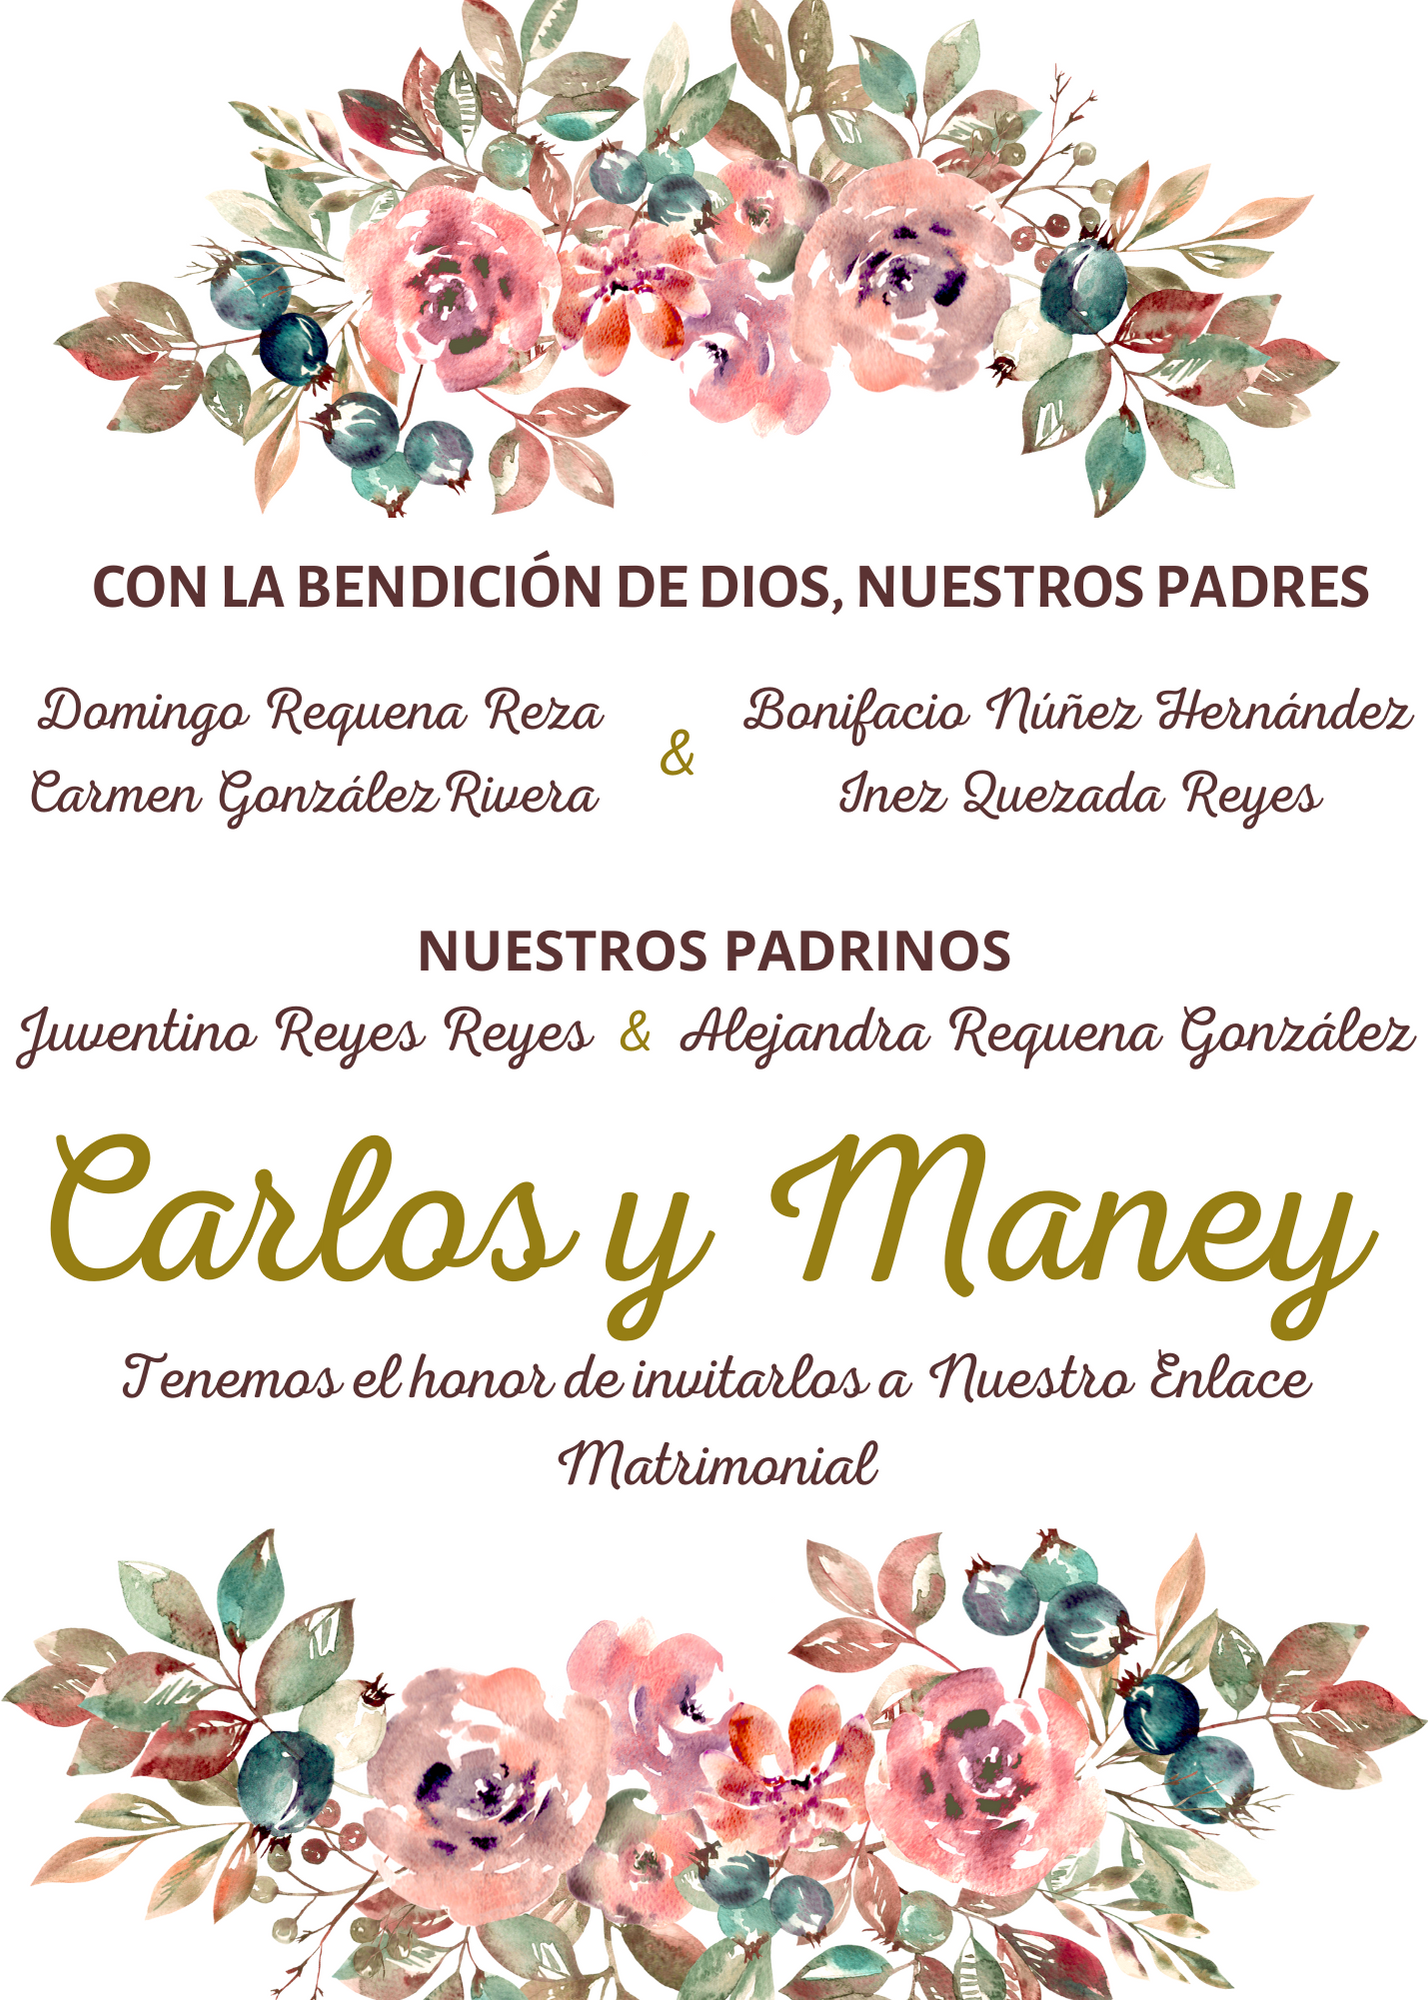 CON LA BENDICIÓN DE DIOS, NUESTROS PADRES
Domingo Requena Reza
Carmen González Rivera
&
Bonifacio Núñez Hernández
Inez Quezada Reyes
NUESTROS PADRINOS
Juventino Reyes Reyes & Alejandra Requena González
Carlos y Maney
Tenemos el honor de invitarlos a Nuestro Enlace
Matrimonial